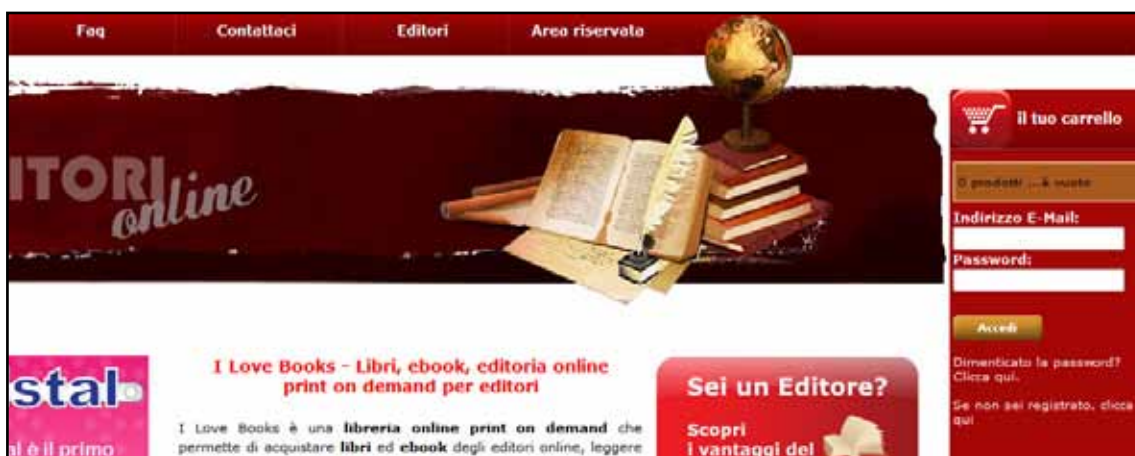 Faq Contattaci Editori Area riservata
ITORI
online
il tuo carrello
0 prodotti ...è vuoto
Indirizzo E-Mail:
Password:
Accedi
Dimenticato la password?
Clicca qui.
Se non sei registrato, clicca
qui
stal
al è il primo
I Love Books - Libri, ebook, editoria online
print on demand per editori
I Love Books è una libreria online print on demand che
permette di acquistare libri ed ebook degli editori online, leggere
Sei un Editore?
Scopri
i vantaggi del